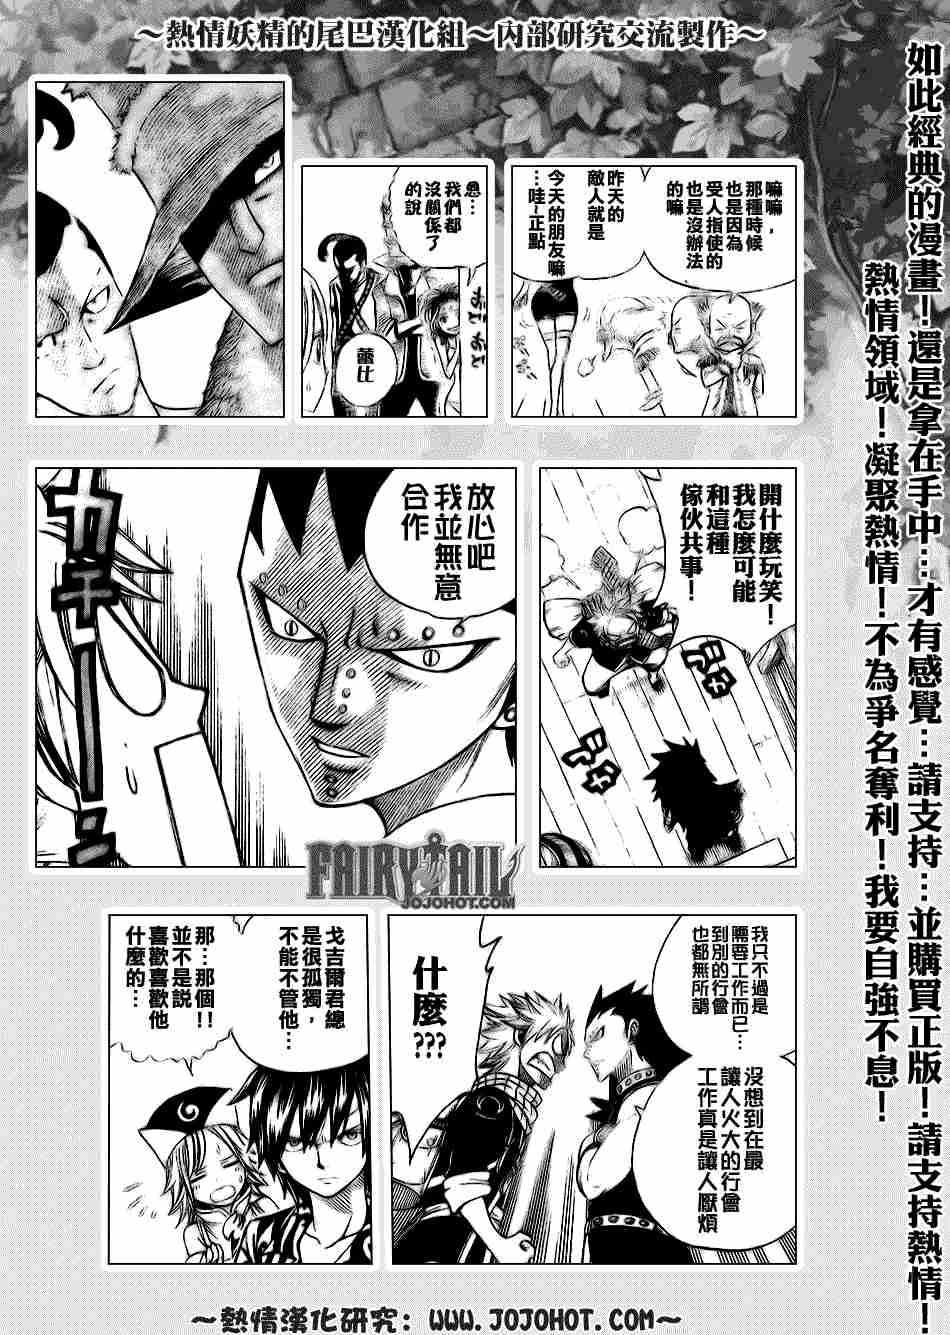 ~熱情妖精的尾巴漢化組~內部研究交流製作~
如此經典的漫畫！還是拿在手中…才有感覺…請支持…並購買正版！請支持熱情！
熱情領域！凝聚熱情！不為爭名奪利！我要自強不息！
嘛嘛，
那種時候
也是因為
受人指使的
也是沒辦法
的嘛
昨天的
敵人就是
今天的朋友嘛
…哇~正點
恩…
我們都
沒關係了
的說
蕾比
開什麼玩笑！
我怎麼可能
和這種
傢伙共事！
放心吧
我並無意
合作
カチーン
FAIRY TAIL
JOJOHOT.COM
我只不過是
需要工作而已…
到別的行會
也都無所謂
沒想到在最
讓人火大的行會
工作真是讓人厭煩
什麼???
戈吉爾君總
是很孤獨，
不能不管他…
那…那個!!
並不是說
喜歡喜歡他
什麼的…
~熱情漢化研究: WWW.JOJOHOT.COM~